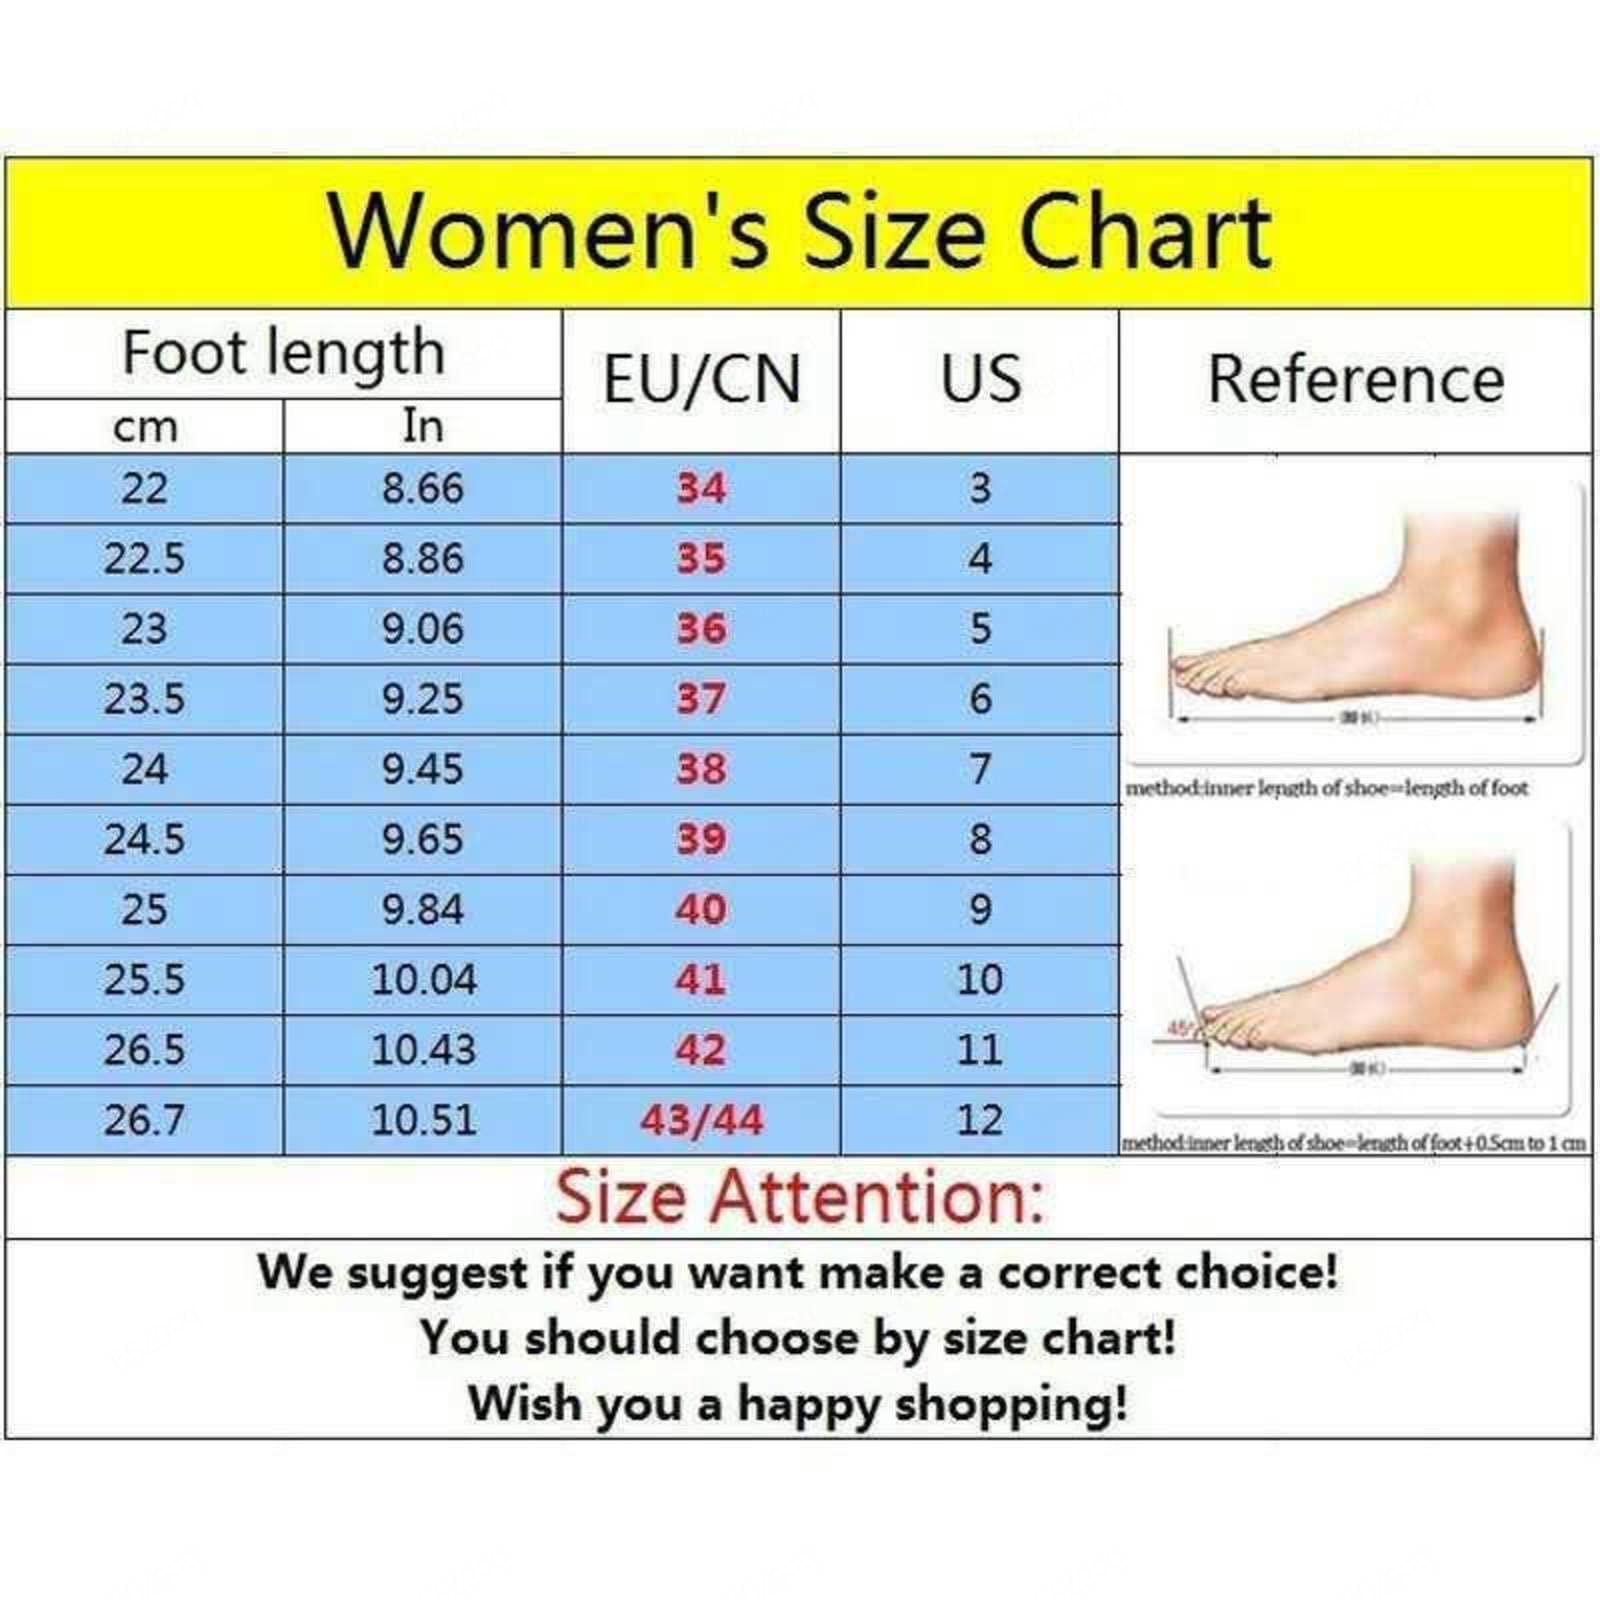 Women's Size Chart
Foot length EU/CN US Reference
cm In
22 8.66 34 3
22.5 8.86 35 4
23 9.06 36 5
23.5 9.25 37 6
24 9.45 38 7
24.5 9.65 39 8
25 9.84 40 9
25.5 10.04 41 10
26.5 10.43 42 11
26.7 10.51 43/44 12
method:inner length of shoe=length of foot
45°
method:inner length of shoe=length of foot+0.5cm to 1 cm
Size Attention:
We suggest if you want make a correct choice!
You should choose by size chart!
Wish you a happy shopping!